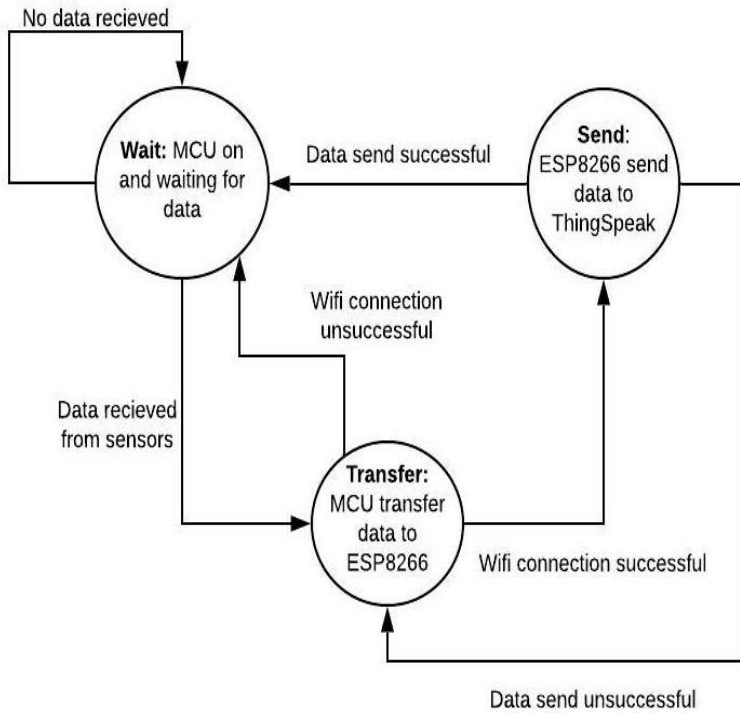 No data recieved
Wait: MCU on
and waiting for
data
Data send successful
Send:
ESP8266 send
data to
ThingSpeak
Wifi connection
unsuccessful
Data recieved
from sensors
Transfer:
MCU transfer
data to
ESP8266
Wifi connection successful
Data send unsuccessful